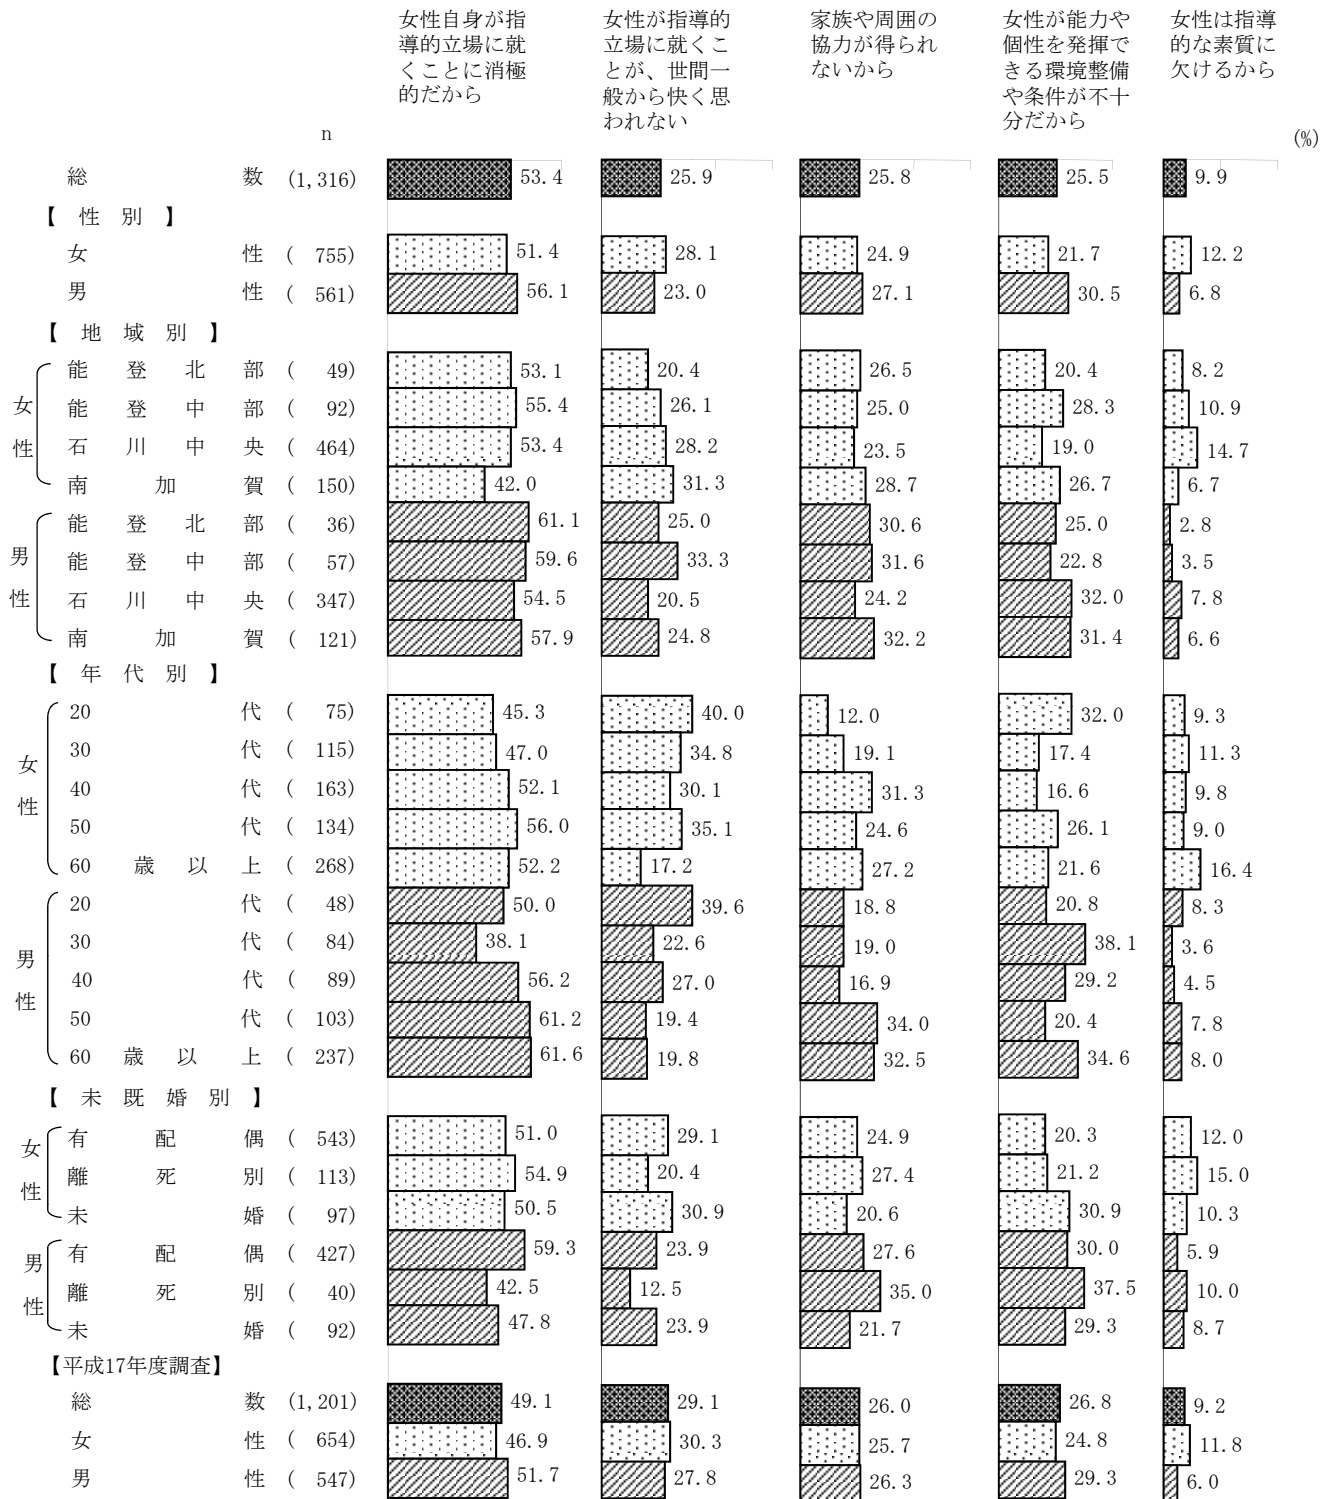 女性自身が指
導的立場に就
くことに消極
的だから
女性が指導的
立場に就くこ
とが、世間一
般から快く思
われない
家族や周囲の
協力が得られ
ないから
女性が能力や
個性を発揮で
きる環境整備
や条件が不十
分だから
女性は指導
的な素質に
欠けるから
n
(%)
総数 (1,316) 53.4 25.9 25.8 25.5 9.9
【性別】
女性 ( 755) 51.4 28.1 24.9 21.7 12.2
男性 ( 561) 56.1 23.0 27.1 30.5 6.8
【地域別】
女性
能登北部 ( 49) 53.1 20.4 26.5 20.4 8.2
能登中部 ( 92) 55.4 26.1 25.0 28.3 10.9
石川中央 ( 464) 53.4 28.2 23.5 19.0 14.7
南加賀 ( 150) 42.0 31.3 28.7 26.7 6.7
男性
能登北部 ( 36) 61.1 25.0 30.6 25.0 2.8
能登中部 ( 57) 59.6 33.3 31.6 22.8 3.5
石川中央 ( 347) 54.5 20.5 24.2 32.0 7.8
南加賀 ( 121) 57.9 24.8 32.2 31.4 6.6
【年代別】
女性
20代 ( 75) 45.3 40.0 12.0 32.0 9.3
30代 ( 115) 47.0 34.8 19.1 17.4 11.3
40代 ( 163) 52.1 30.1 31.3 16.6 9.8
50代 ( 134) 56.0 35.1 24.6 26.1 9.0
60歳以上 ( 268) 52.2 17.2 27.2 21.6 16.4
男性
20代 ( 48) 50.0 39.6 18.8 20.8 8.3
30代 ( 84) 38.1 22.6 19.0 38.1 3.6
40代 ( 89) 56.2 27.0 16.9 29.2 4.5
50代 ( 103) 61.2 19.4 34.0 20.4 7.8
60歳以上 ( 237) 61.6 19.8 32.5 34.6 8.0
【未既婚別】
女性
有配偶 ( 543) 51.0 29.1 24.9 20.3 12.0
離死別 ( 113) 54.9 20.4 27.4 21.2 15.0
未婚 ( 97) 50.5 30.9 20.6 30.9 10.3
男性
有配偶 ( 427) 59.3 23.9 27.6 30.0 5.9
離死別 ( 40) 42.5 12.5 35.0 37.5 10.0
未婚 ( 92) 47.8 23.9 21.7 29.3 8.7
【平成17年度調査】
総数 (1,201) 49.1 29.1 26.0 26.8 9.2
女性 ( 654) 46.9 30.3 25.7 24.8 11.8
男性 ( 547) 51.7 27.8 26.3 29.3 6.0